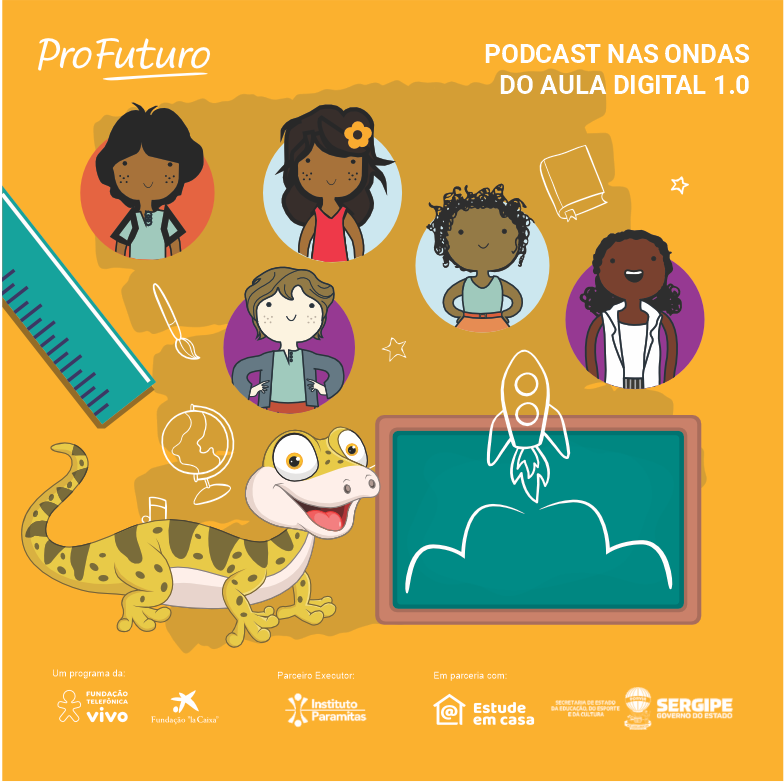 ProFuturo
PODCAST NAS ONDAS
DO AULA DIGITAL 1.0
Um programa da:
FUNDAÇÃO
TELEFÔNICA
vivo
Fundação "la Caixa"
Parceiro Executor:
Instituto
Paramitas
Em parceria com:
@
Estude
em casa
SECRETARIA DE ESTADO
DA EDUCAÇÃO, DO ESPORTE
E DA CULTURA
SERGIPE
GOVERNO DO ESTADO